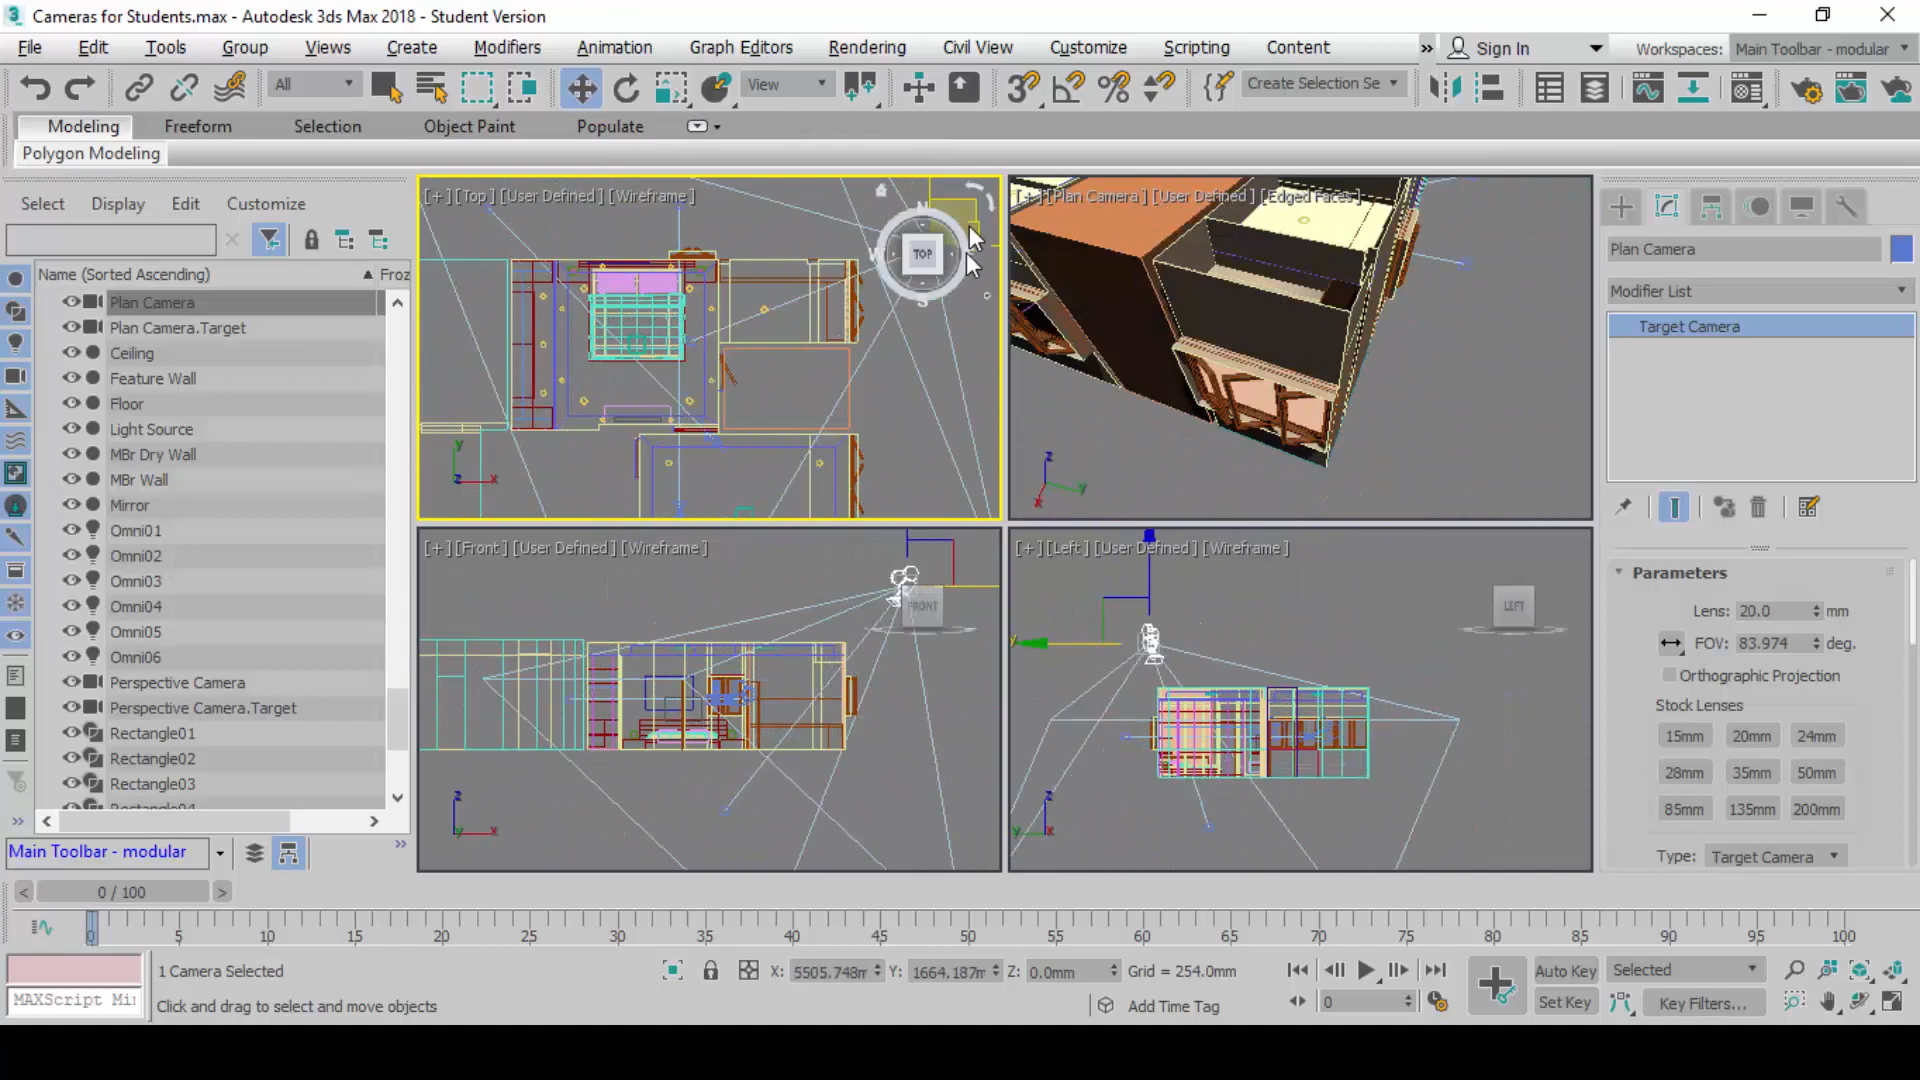 Cameras for Students.max - Autodesk 3ds Max 2018 - Student Version
File Edit Tools Group Views Create Modifiers Animation Graph Editors Rendering Civil View Customize Scripting Content » Sign In Workspaces: Main Toolbar - modular
All View Create Selection Se
Modeling Freeform Selection Object Paint Populate
Polygon Modeling
Select Display Edit Customize
Name (Sorted Ascending) Froz
Plan Camera
Plan Camera.Target
Ceiling
Feature Wall
Floor
Light Source
MBr Dry Wall
MBr Wall
Mirror
Omni01
Omni02
Omni03
Omni04
Omni05
Omni06
Perspective Camera
Perspective Camera.Target
Rectangle01
Rectangle02
Rectangle03
Rectangle04
Main Toolbar - modular
[+] [Top] [User Defined] [Wireframe]
TOP
[+] [Plan Camera] [User Defined] [Edged Faces]
[+] [Front] [User Defined] [Wireframe]
FRONT
[+] [Left] [User Defined] [Wireframe]
LEFT
Plan Camera
Modifier List
Target Camera
Parameters
Lens: 20.0 mm
FOV: 83.974 deg.
Orthographic Projection
Stock Lenses
15mm 20mm 24mm
28mm 35mm 50mm
85mm 135mm 200mm
Type: Target Camera
< 0 / 100 >
0 5 10 15 20 25 30 35 40 45 50 55 60 65 70 75 80 85 90 95 100
1 Camera Selected X: 5505.748m Y: 1664.187m Z: 0.0mm Grid = 254.0mm Auto Key Selected
MAXScript Mi Click and drag to select and move objects Add Time Tag 0 Set Key Key Filters...